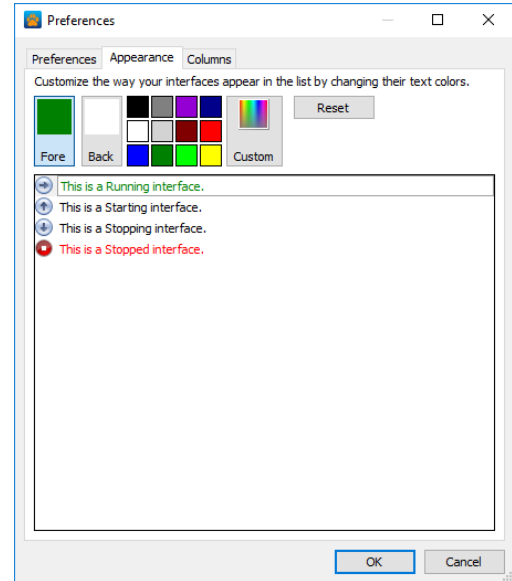 Preferences
Preferences Appearance Columns
Customize the way your interfaces appear in the list by changing their text colors.
Reset
Fore Back Custom
This is a Running interface.
This is a Starting interface.
This is a Stopping interface.
This is a Stopped interface.
OK Cancel